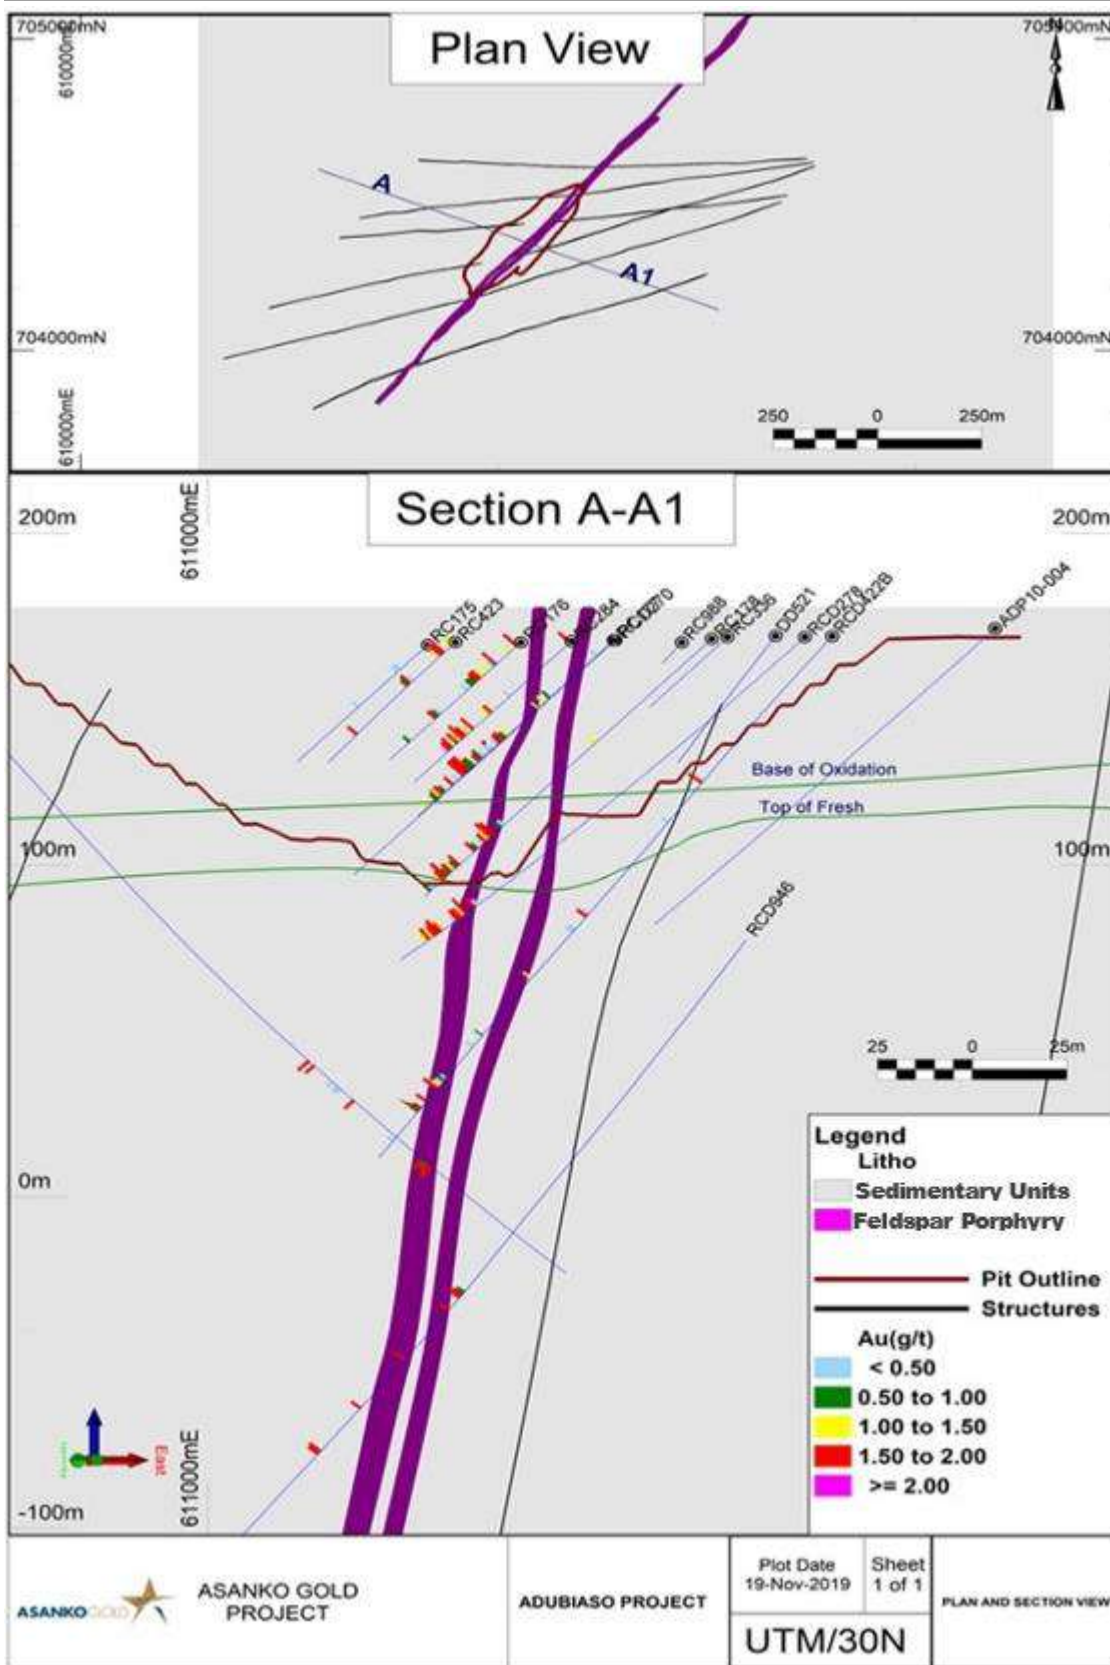 705000mN
610000mE
Plan View
705000mN
N
A
A1
704000mN
704000mN
610000mE
250 0 250m
Section A-A1
200m
611000mE
200m
RC175
RC423
RC284
RC988
RC178
RC336
DD521
RCD278
RCD422B
ADP10-004
Base of Oxidation
Top of Fresh
100m
100m
RCD946
25 0 25m
0m
Legend
Litho
Sedimentary Units
Feldspar Porphyry
Pit Outline
Structures
Au(g/t)
< 0.50
0.50 to 1.00
1.00 to 1.50
1.50 to 2.00
>= 2.00
East
611000mE
-100m
ASANKO GOLD
ASANKO GOLD
PROJECT
ADUBIASO PROJECT
Plot Date
19-Nov-2019
Sheet
1 of 1
UTM/30N
PLAN AND SECTION VIEW